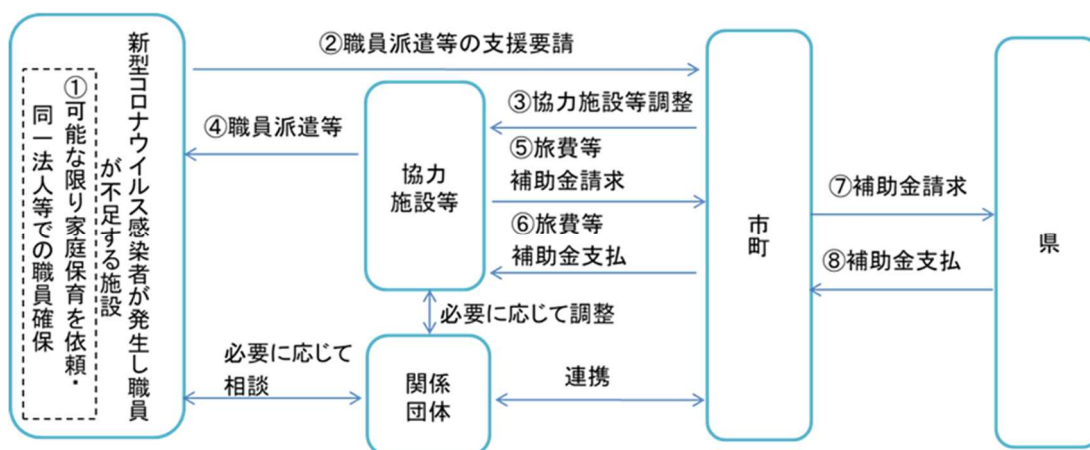 新型コロナウイルス感染者が発生し職員
が不足する施設
①可能な限り家庭保育を依頼・
同一法人等での職員確保
②職員派遣等の支援要請
③協力施設等調整
④職員派遣等
⑤旅費等
補助金請求
⑥旅費等
補助金支払
協力
施設等
必要に応じて調整
必要に応じて
相談
関係
団体
連携
市町
⑦補助金請求
⑧補助金支払
県